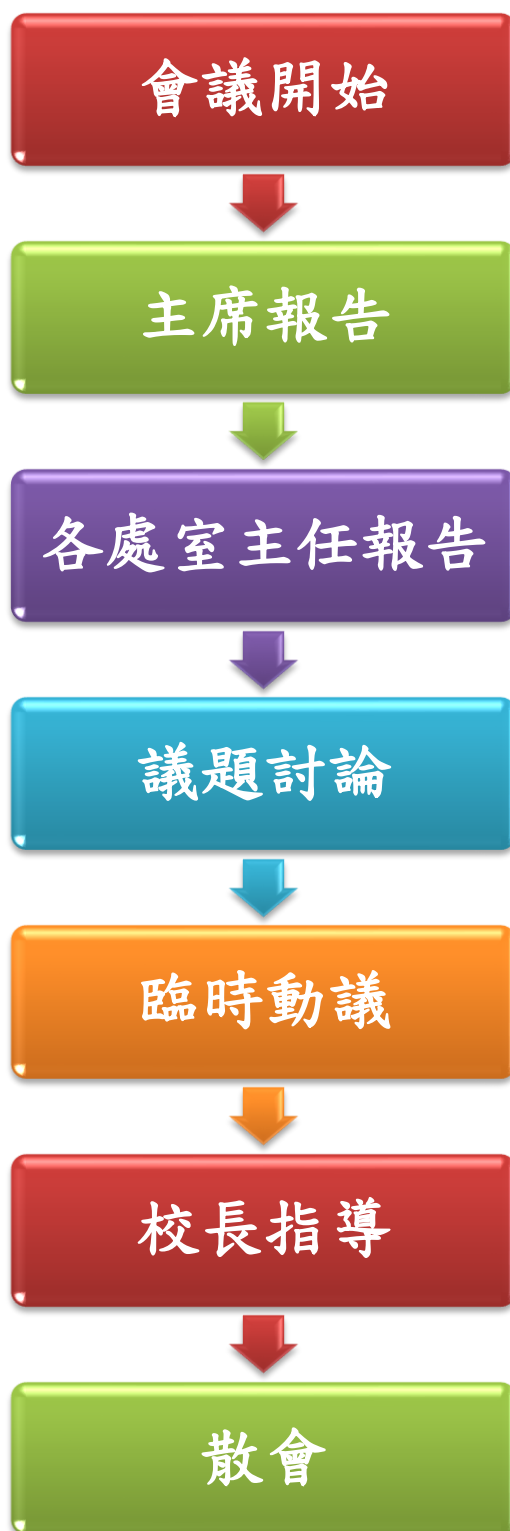 會議開始
主席報告
各處室主任報告
議題討論
臨時動議
校長指導
散會